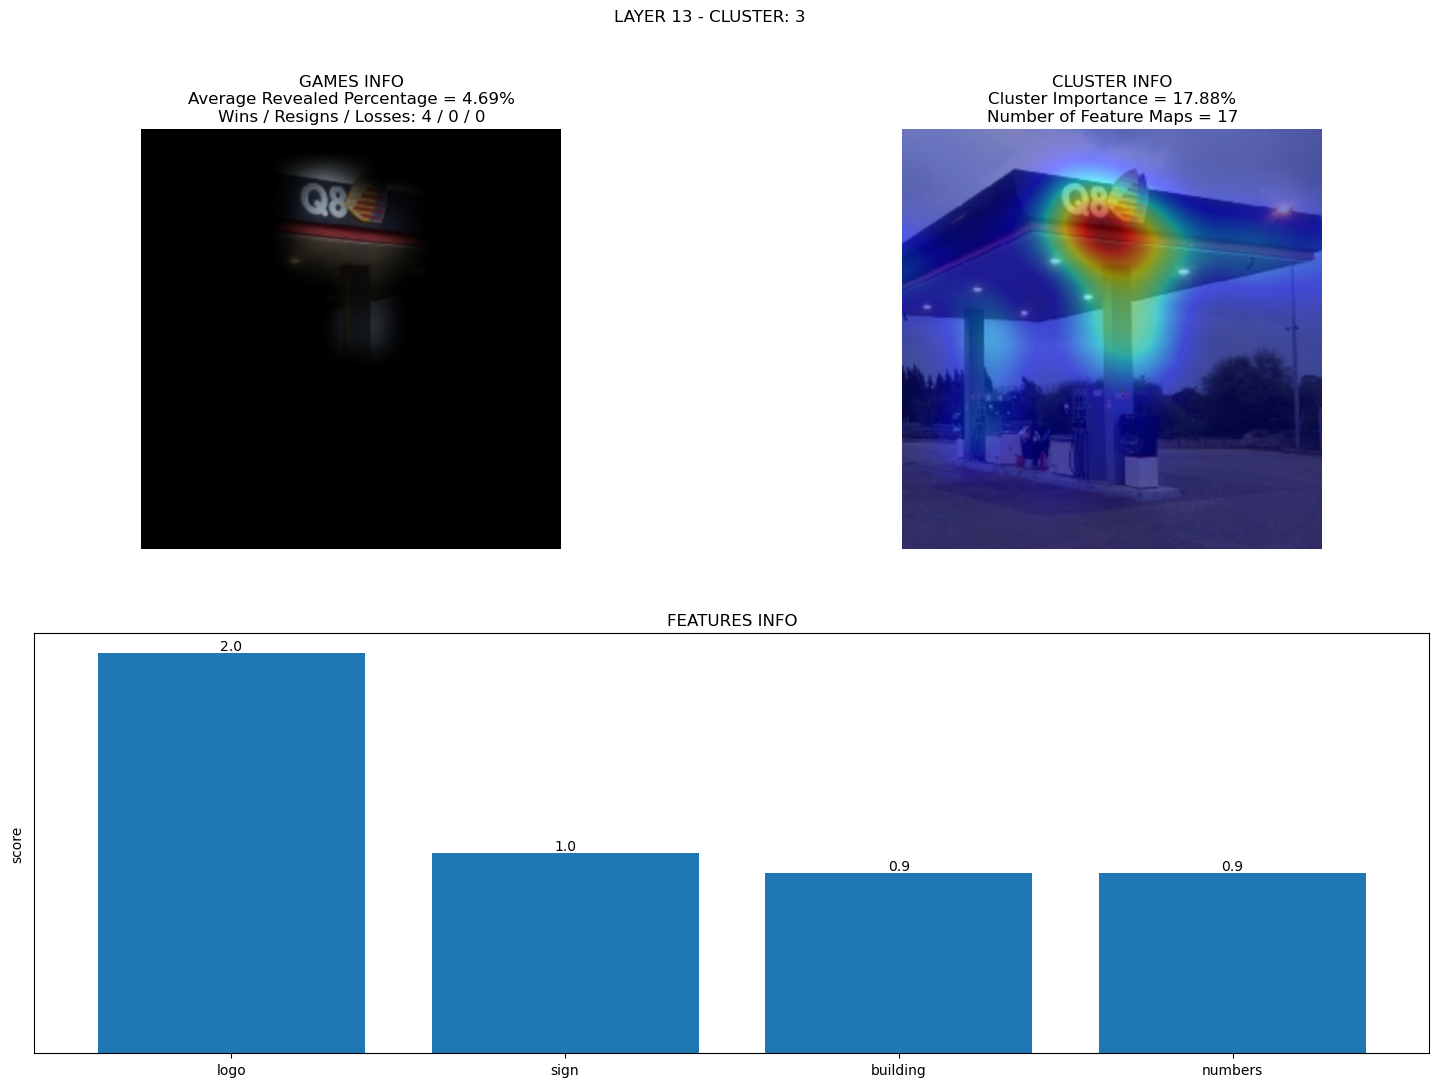 LAYER 13 - CLUSTER: 3
GAMES INFO
Average Revealed Percentage = 4.69%
Wins / Resigns / Losses: 4 / 0 / 0
Q8
CLUSTER INFO
Cluster Importance = 17.88%
Number of Feature Maps = 17
Q8
FEATURES INFO
score
2.0
1.0
0.9
0.9
logo
sign
building
numbers